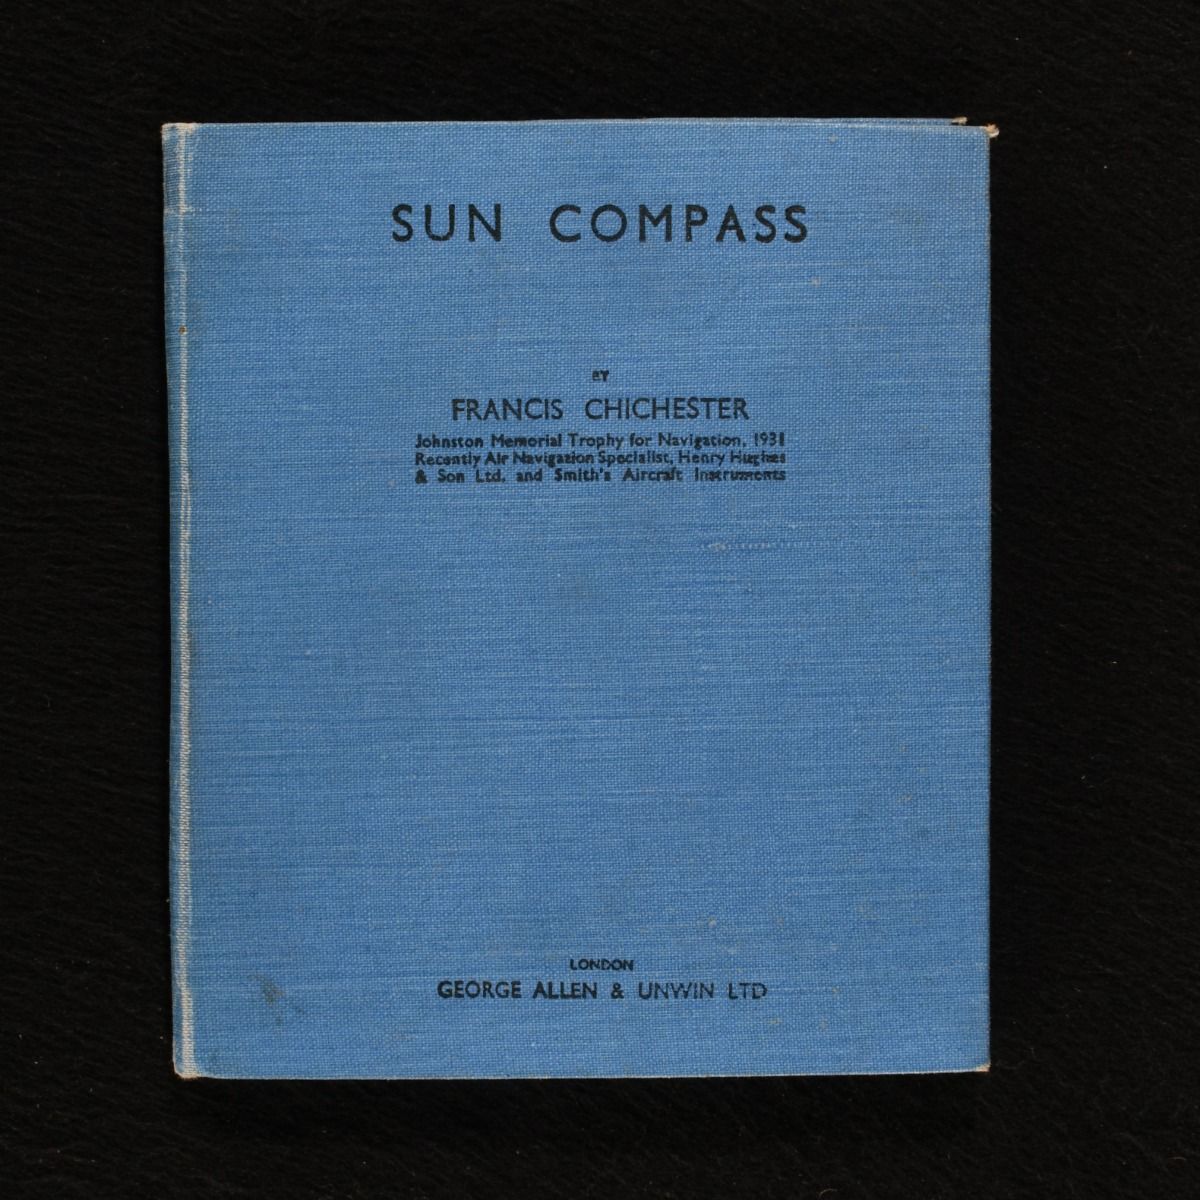 SUN COMPASS
BY
FRANCIS CHICHESTER
Johnston Memorial Trophy for Navigation, 1931
Recently Air Navigation Specialist, Henry Hughes
& Son Ltd. and Smith's Aircraft Instruments
LONDON
GEORGE ALLEN & UNWIN LTD